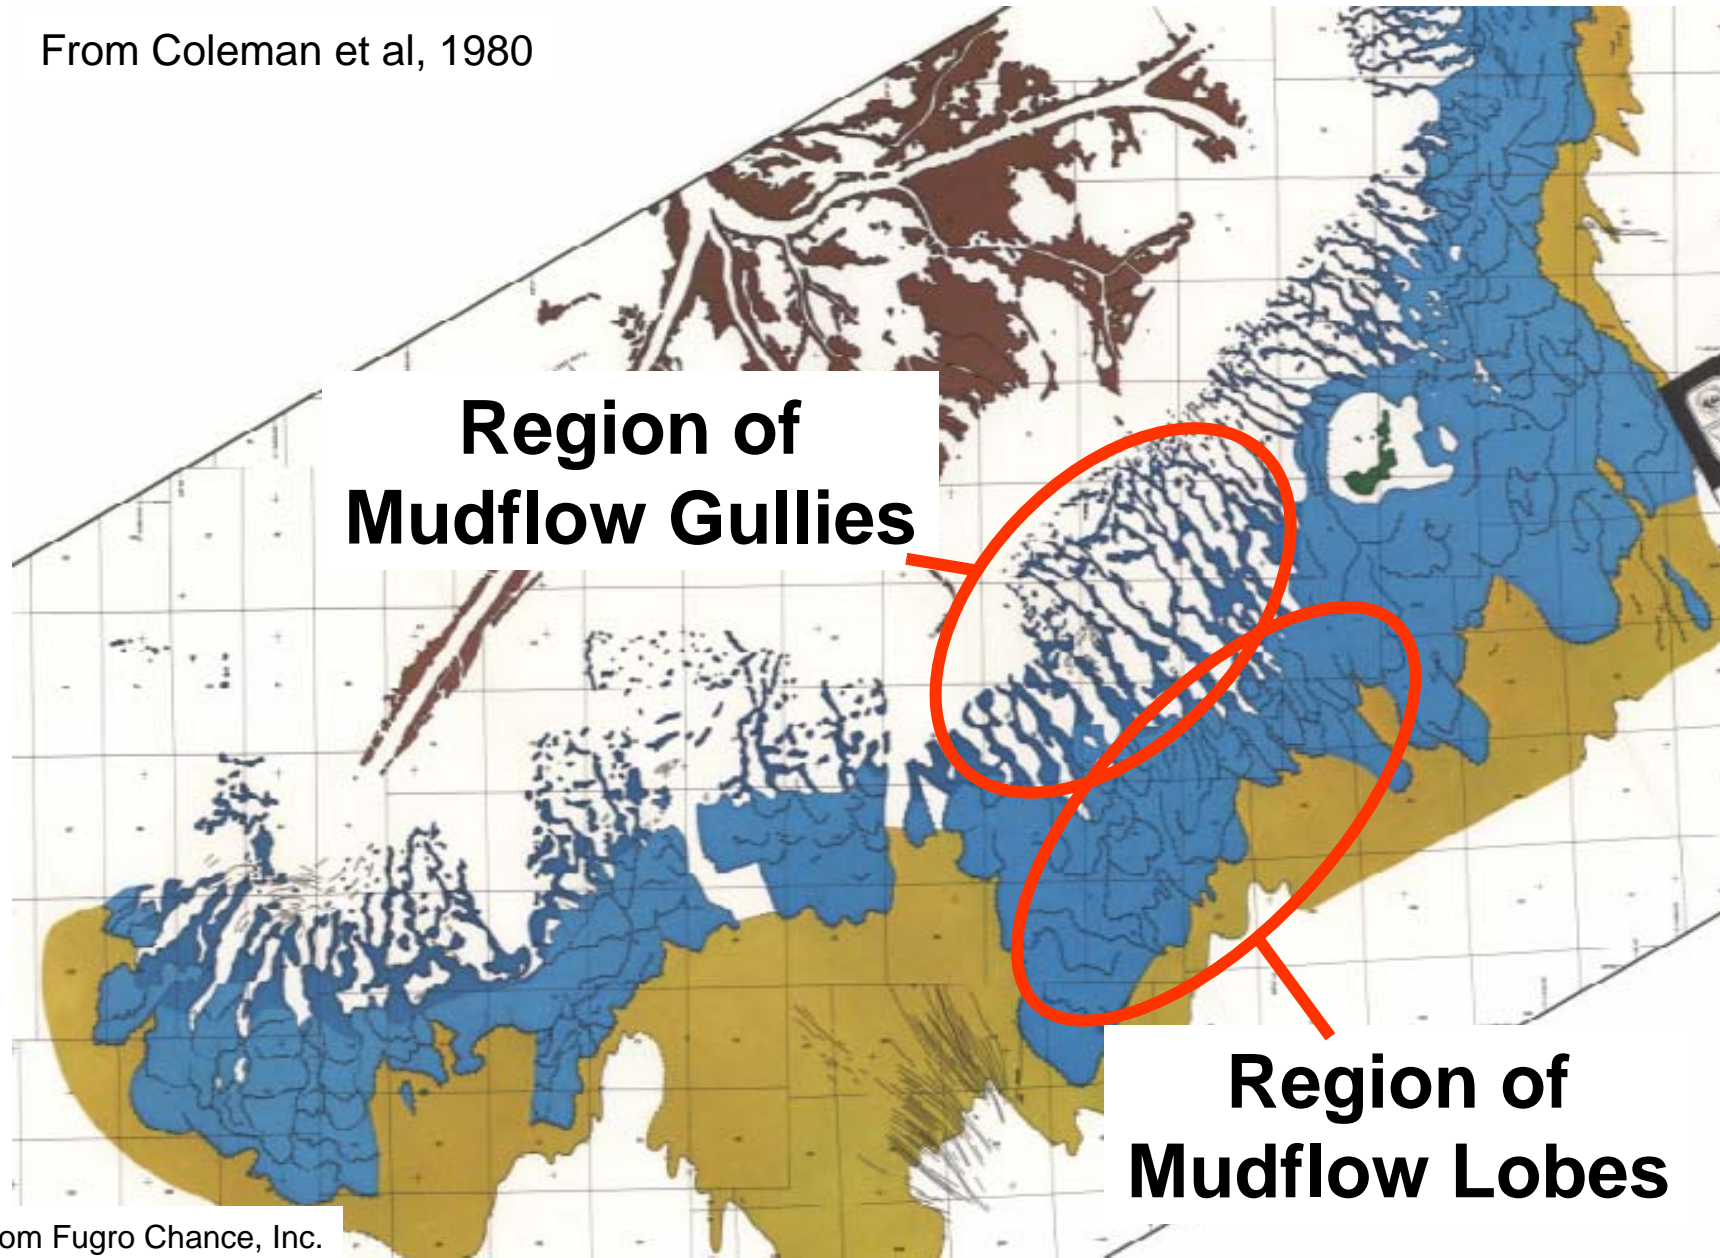 From Coleman et al, 1980
Region of
Mudflow Gullies
Region of
Mudflow Lobes
om Fugro Chance, Inc.